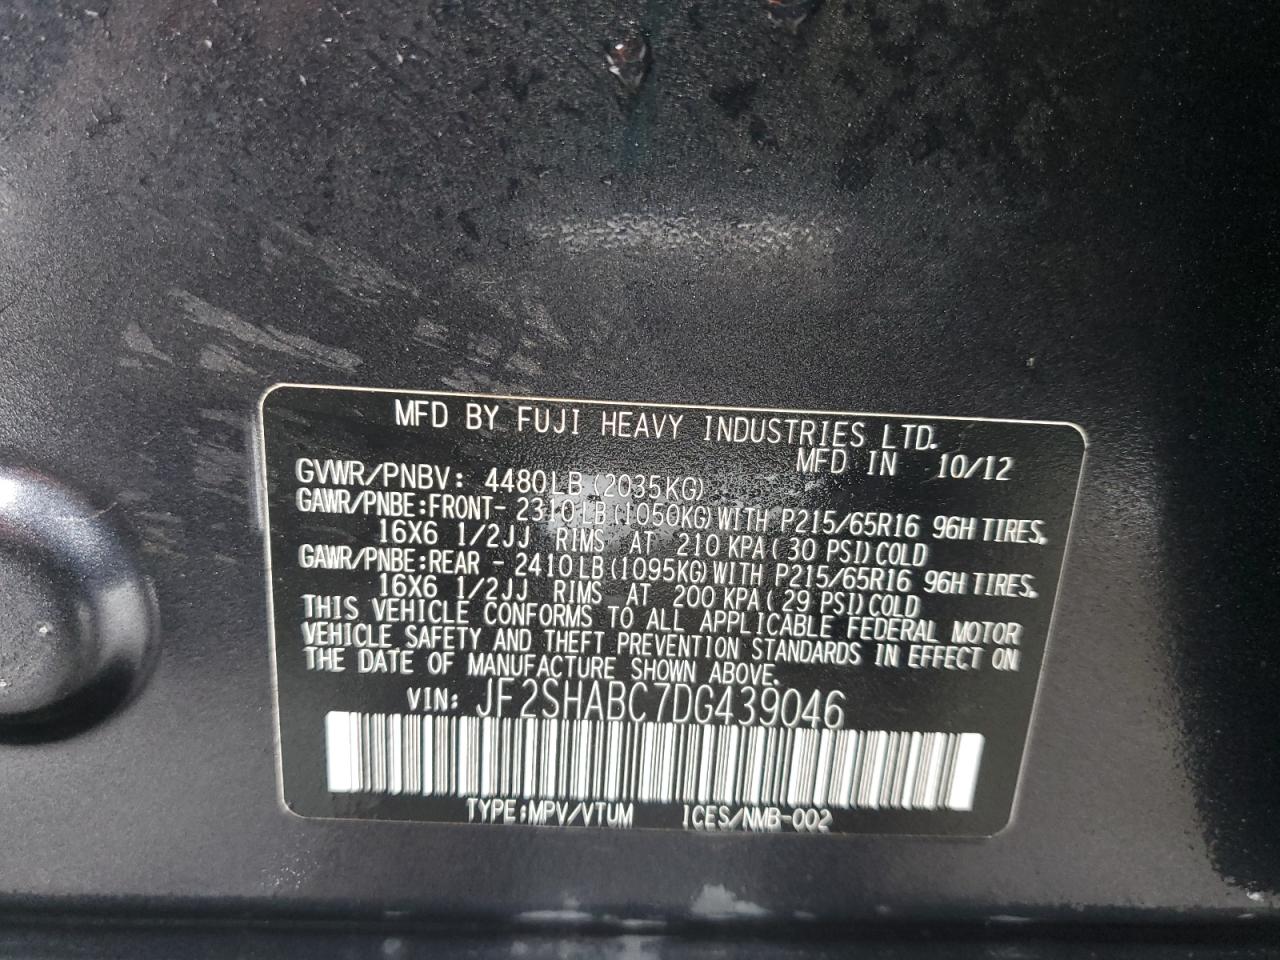 MFD BY FUJI HEAVY INDUSTRIES LTD.
MFD IN 10/12
GVWR/PNBV: 4480LB(2035KG)
GAWR/PNBE:FRONT- 2310LB(1050KG)WITH P215/65R16 96H TIRES,
16X6 1/2JJ RIMS AT 210 KPA(30 PSI)COLD
GAWR/PNBE:REAR - 2410LB(1095KG)WITH P215/65R16 96H TIRES,
16X6 1/2JJ RIMS AT 200 KPA(29 PSI)COLD
THIS VEHICLE CONFORMS TO ALL APPLICABLE FEDERAL MOTOR
VEHICLE SAFETY AND THEFT PREVENTION STANDARDS IN EFFECT ON
THE DATE OF MANUFACTURE SHOWN ABOVE.
VIN: JF2SHABC7DG439046
TYPE:MPV/VTUM ICES/NMB-002